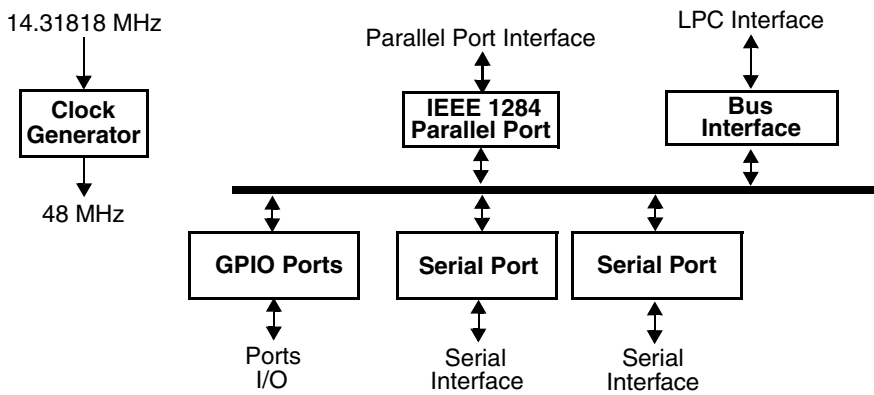 14.31818 MHz
Clock
Generator
48 MHz
Parallel Port Interface
IEEE 1284
Parallel Port
LPC Interface
Bus
Interface
GPIO Ports
Serial Port
Serial Port
Ports
I/O
Serial
Interface
Serial
Interface